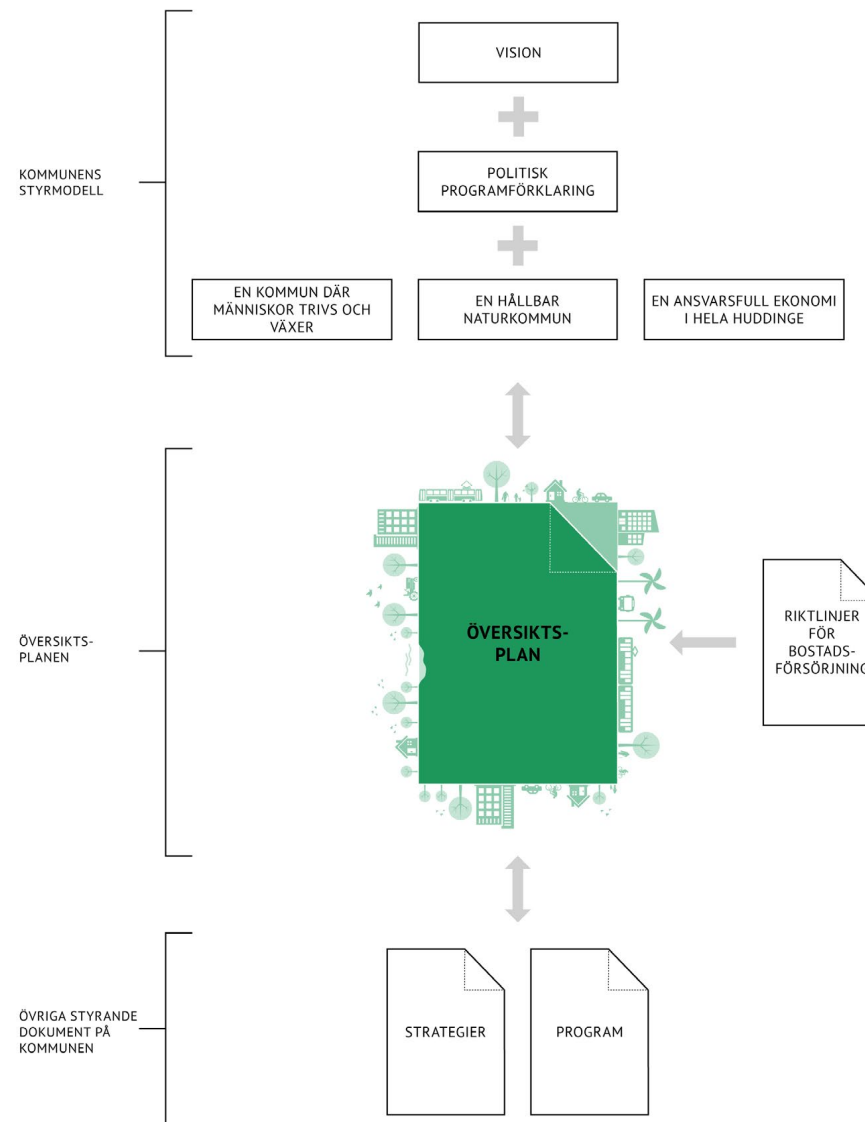 VISION
KOMMUNENS
STYRMODELL
POLITISK
PROGRAMFÖRKLARING
EN KOMMUN DÄR
MÄNNISKOR TRIVS OCH
VÄXER
EN HÅLLBAR
NATURKOMMUN
EN ANSVARSFULL EKONOMI
I HELA HUDDINGE
ÖVERSIKTS-
PLANEN
ÖVERSIKTS-
PLAN
RIKTLINJER
FÖR
BOSTADS-
FÖRSÖRJNING
ÖVRIGA STYRANDE
DOKUMENT PÅ
KOMMUNEN
STRATEGIER
PROGRAM